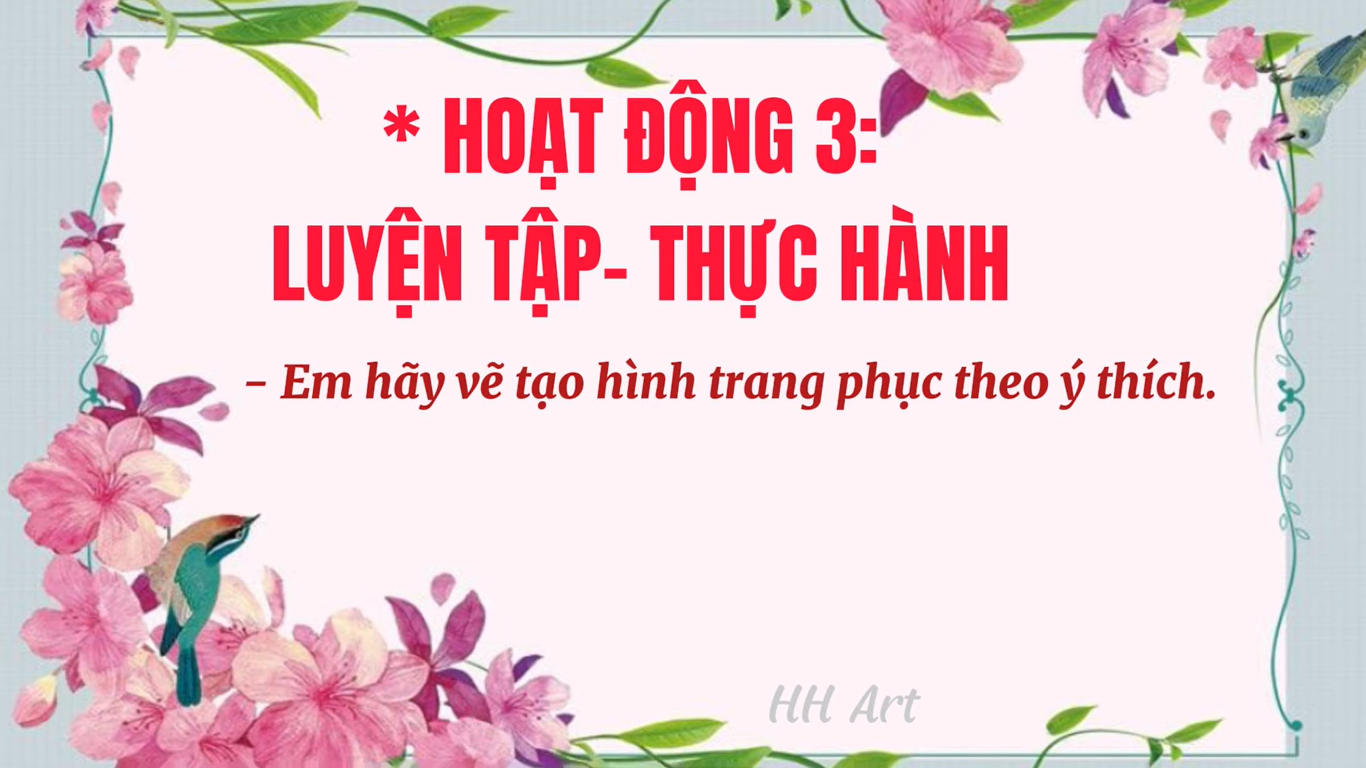 * HOẠT ĐỘNG 3:
LUYỆN TẬP- THỰC HÀNH
– Em hãy vẽ tạo hình trang phục theo ý thích.
HH Art